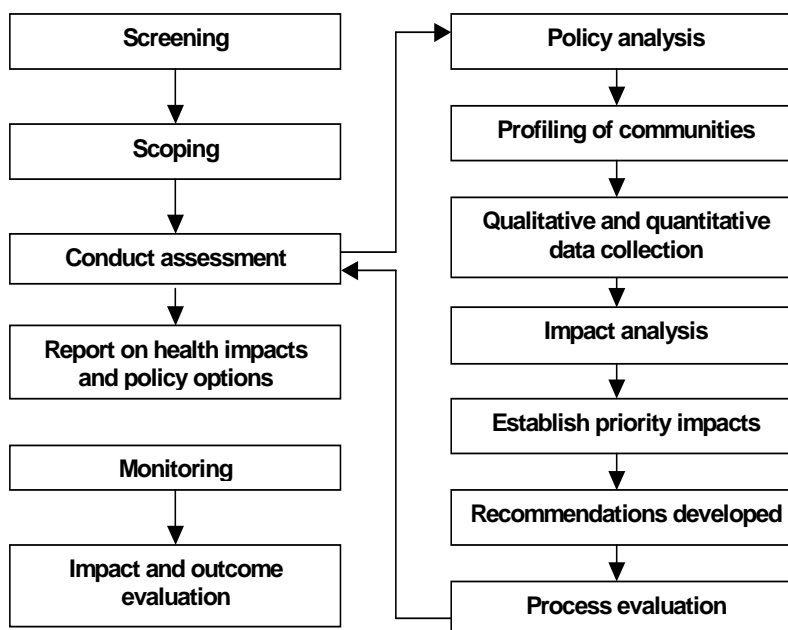 Screening
Scoping
Conduct assessment
Report on health impacts
and policy options
Monitoring
Impact and outcome
evaluation
Policy analysis
Profiling of communities
Qualitative and quantitative
data collection
Impact analysis
Establish priority impacts
Recommendations developed
Process evaluation